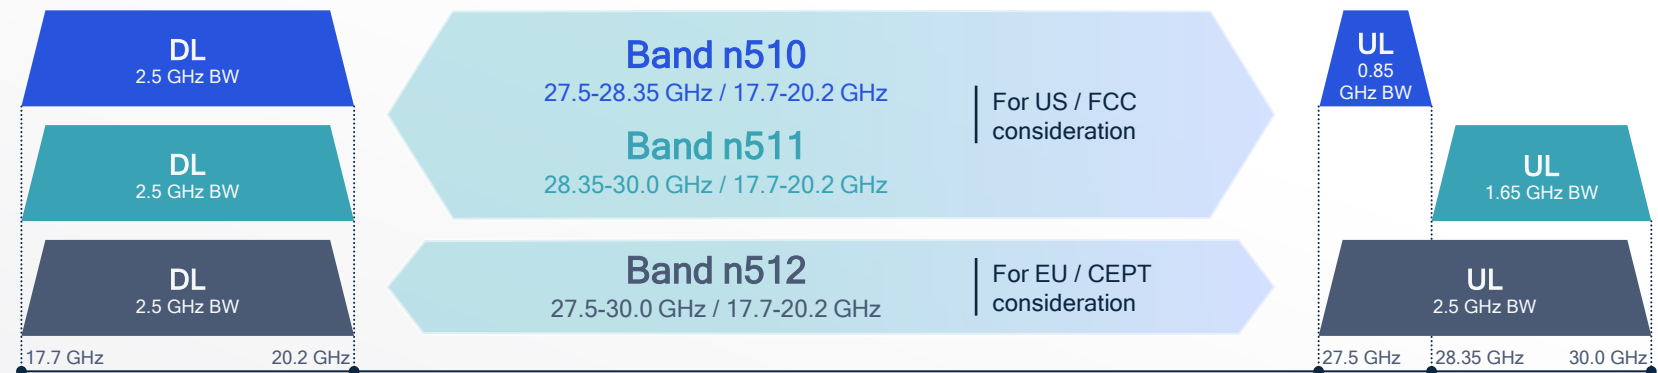 DL
2.5 GHz BW
Band n510
27.5-28.35 GHz / 17.7-20.2 GHz
For US / FCC
consideration
UL
0.85
GHz BW
DL
2.5 GHz BW
Band n511
28.35-30.0 GHz / 17.7-20.2 GHz
UL
1.65 GHz BW
DL
2.5 GHz BW
Band n512
27.5-30.0 GHz / 17.7-20.2 GHz
For EU / CEPT
consideration
UL
2.5 GHz BW
17.7 GHz
20.2 GHz
27.5 GHz
28.35 GHz
30.0 GHz